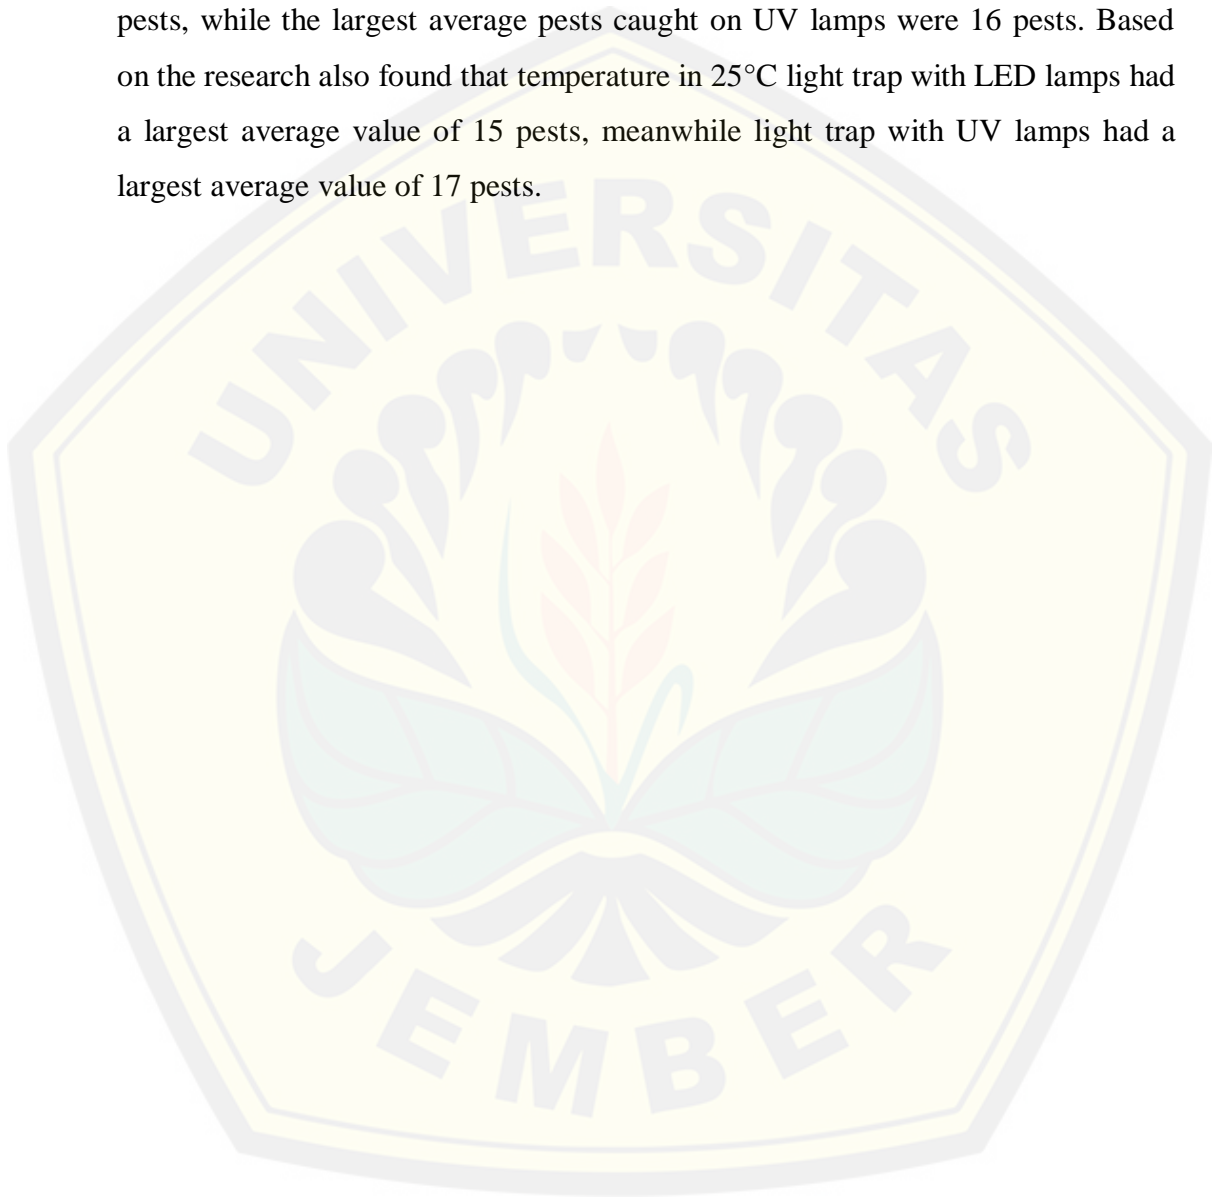 pests, while the largest average pests caught on UV lamps were 16 pests. Based
on the research also found that temperature in 25°C light trap with LED lamps had
a largest average value of 15 pests, meanwhile light trap with UV lamps had a
largest average value of 17 pests.
UNIVERSITAS
JEMBER